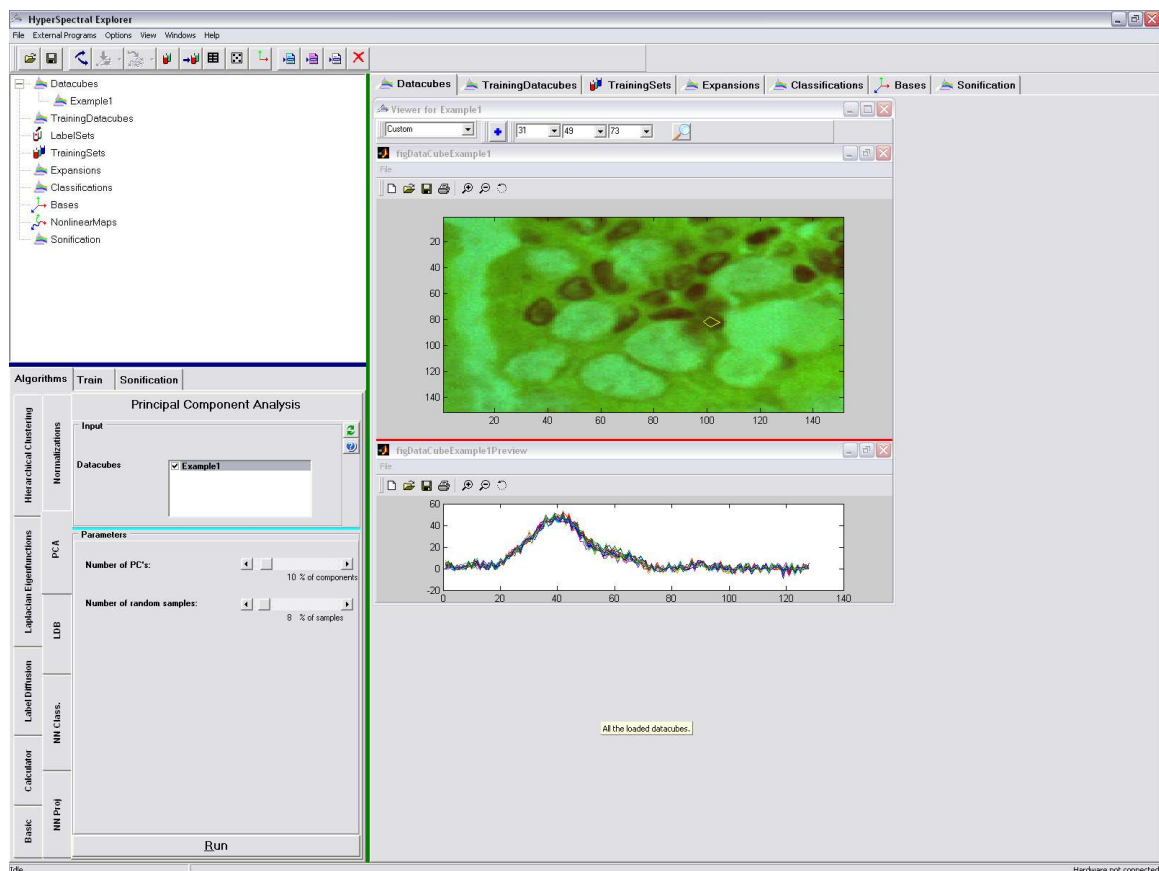 HyperSpectral Explorer
File External Programs Options View Windows Help
Datacubes
Example1
TrainingDatacubes
LabelSets
TrainingSets
Expansions
Classifications
Bases
NonlinearMaps
Sonification
Algorithms Train Sonification
Hierarchical Clustering
Laplacian Eigenfunctions
Label Diffusion
Calculator
Basic
Normalizations
PCA
LDB
NN Class.
NN Proj
Principal Component Analysis
Input
Datacubes
Example1
Parameters
Number of PC's:
10 % of components
Number of random samples:
8 % of samples
Run
Datacubes TrainingDatacubes TrainingSets Expansions Classifications Bases Sonification
Viewer for Example1
Custom 31 49 73
figDataCubeExample1
File
20
40
60
80
100
120
140
20 40 60 80 100 120 140
figDataCubeExample1Preview
File
60
40
20
0
-20
0 20 40 60 80 100 120 140
All the loaded datacubes.
Idle
Hardware not connected